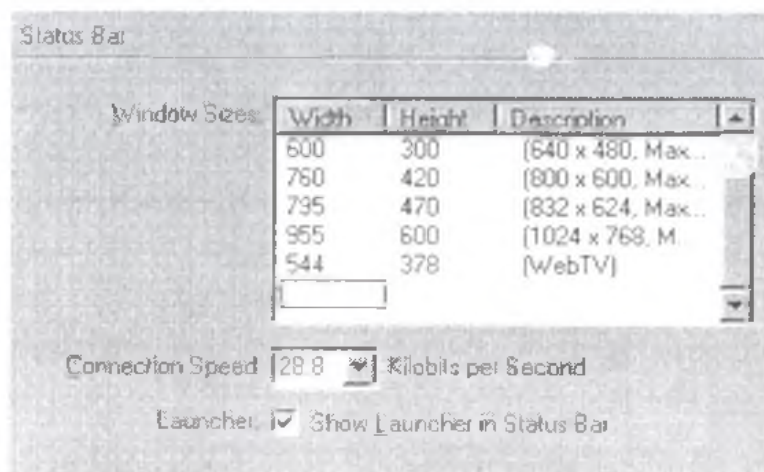 Status Bar
Window Sizes: Width Height Description
600 300 (640 x 480, Max...
760 420 (800 x 600, Max...
795 470 (832 x 624, Max...
955 600 (1024 x 768, M...
544 378 (WebTV)
Connection Speed: 28.8 Kilobits per Second
Launcher: Show Launcher in Status Bar